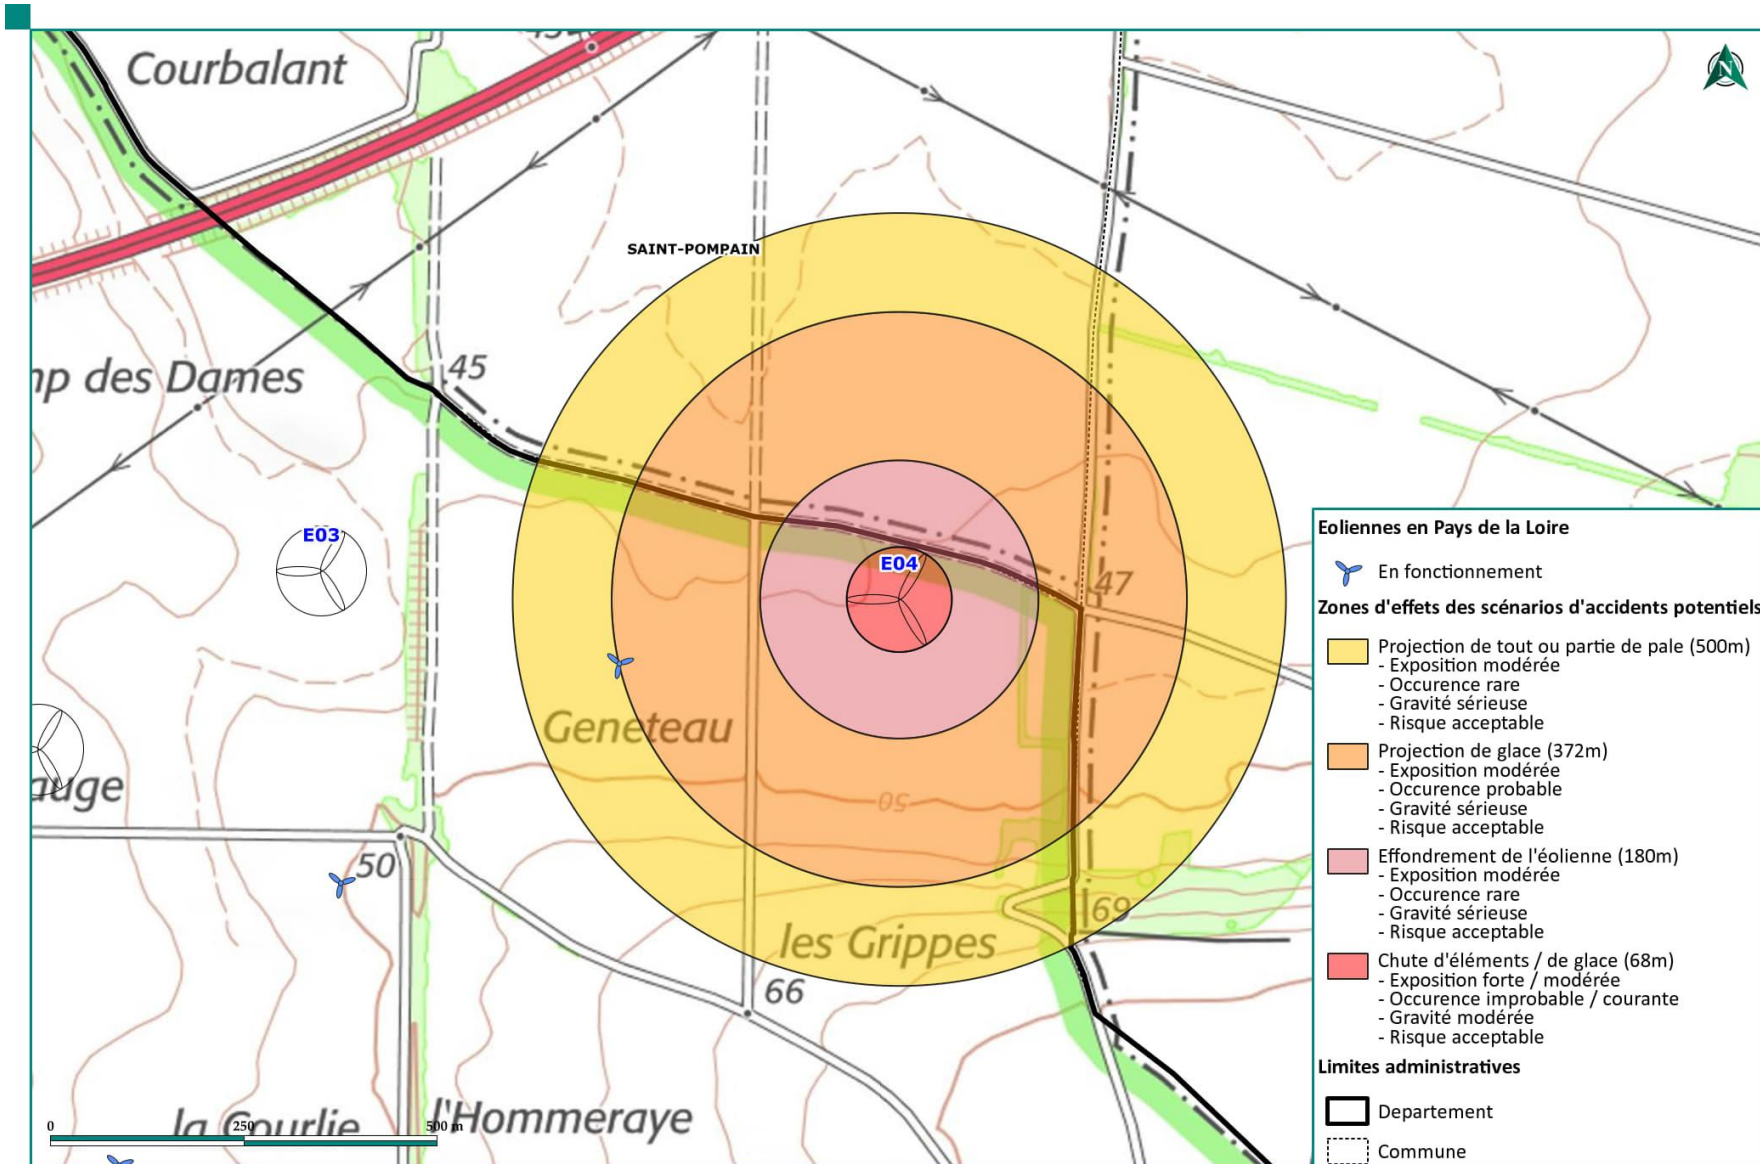 Courbalant
N
SAINT-POMPAIN
des Dames
45
E03
E04
47
Geneteau
50
50
69
les Grippes
66
la Gourlie
l'Hommeraye
0
250
500 m
Eoliennes en Pays de la Loire
En fonctionnement
Zones d'effets des scénarios d'accidents potentiels
Projection de tout ou partie de pale (500m)
- Exposition modérée
- Occurence rare
- Gravité sérieuse
- Risque acceptable
Projection de glace (372m)
- Exposition modérée
- Occurence probable
- Gravité sérieuse
- Risque acceptable
Effondrement de l'éolienne (180m)
- Exposition modérée
- Occurence rare
- Gravité sérieuse
- Risque acceptable
Chute d'éléments / de glace (68m)
- Exposition forte / modérée
- Occurence improbable / courante
- Gravité modérée
- Risque acceptable
Limites administratives
Departement
Commune